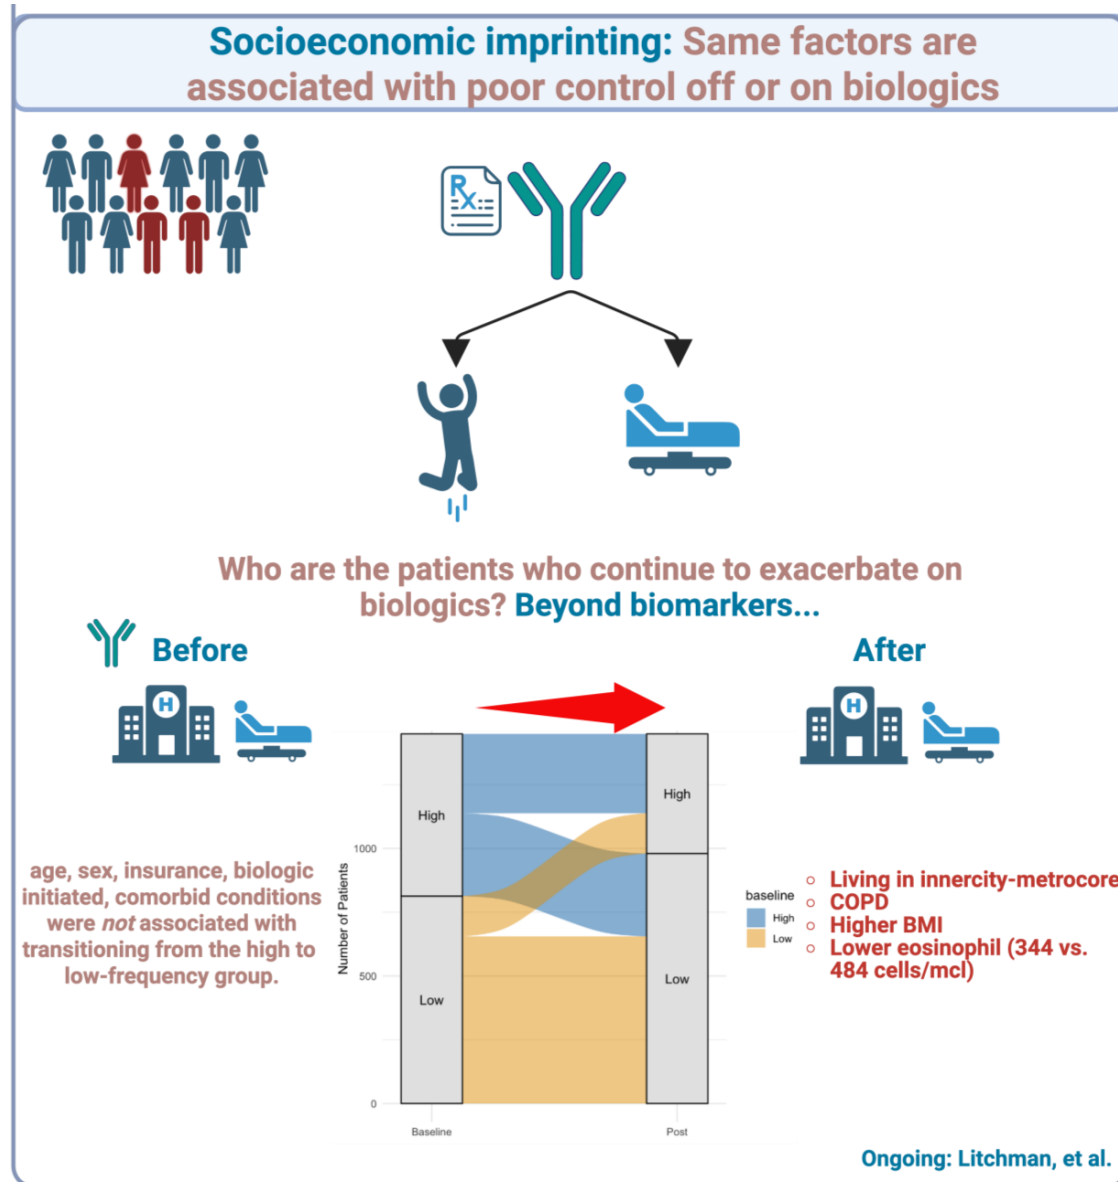 Socioeconomic imprinting: Same factors are
associated with poor control off or on biologics
Rx
Who are the patients who continue to exacerbate on
biologics? Beyond biomarkers...
Before
After
H
H
age, sex, insurance, biologic
initiated, comorbid conditions
were not associated with
transitioning from the high to
low-frequency group.
Number of Patients
1000
500
0
High
Low
High
Low
Baseline
Post
baseline
High
Low
Living in innercity-metrocore
COPD
Higher BMI
Lower eosinophil (344 vs.
484 cells/mcl)
Ongoing: Litchman, et al.